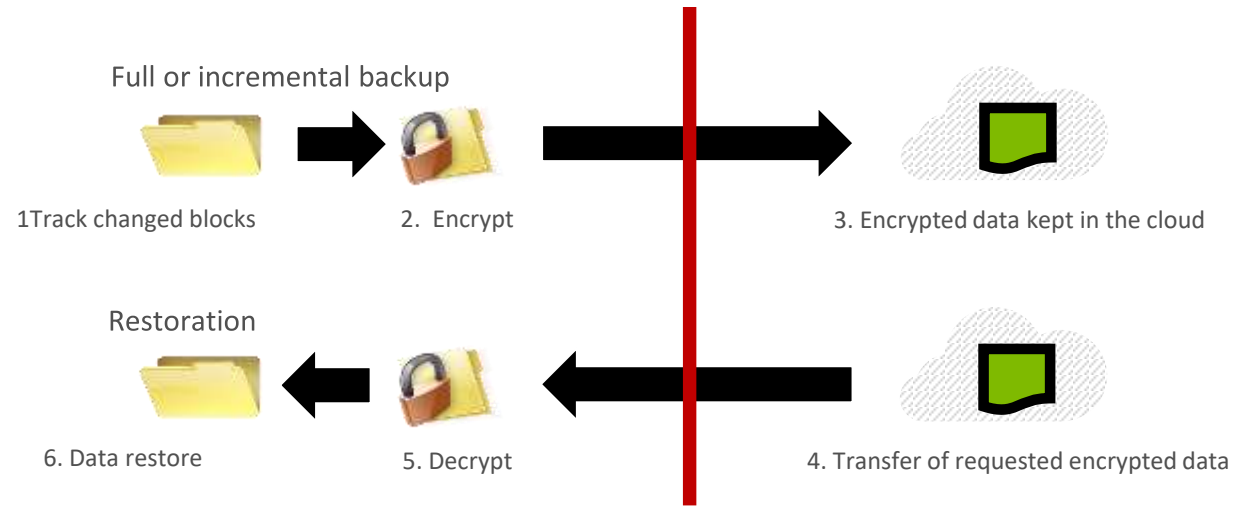 Full or incremental backup
1Track changed blocks
2. Encrypt
3. Encrypted data kept in the cloud
Restoration
6. Data restore
5. Decrypt
4. Transfer of requested encrypted data